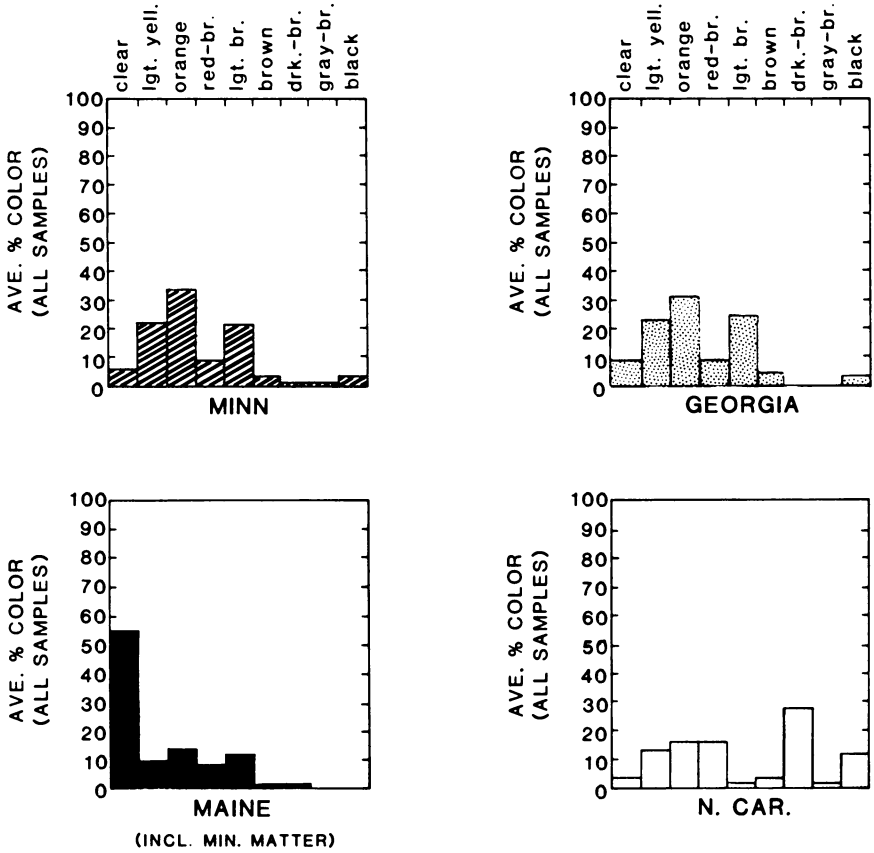 clear
lgt. yell.
orange
red-br.
lgt. br.
brown
drk.-br.
gray-br.
black
100
90
80
70
60
50
40
30
20
10
0
AVE. % COLOR
(ALL SAMPLES)
MINN
clear
lgt. yell.
orange
red-br.
lgt. br.
brown
drk.-br.
gray-br.
black
100
90
80
70
60
50
40
30
20
10
0
AVE. % COLOR
(ALL SAMPLES)
GEORGIA
100
90
80
70
60
50
40
30
20
10
0
AVE. % COLOR
(ALL SAMPLES)
MAINE
(INCL. MIN. MATTER)
100
90
80
70
60
50
40
30
20
10
0
AVE. % COLOR
(ALL SAMPLES)
N. CAR.